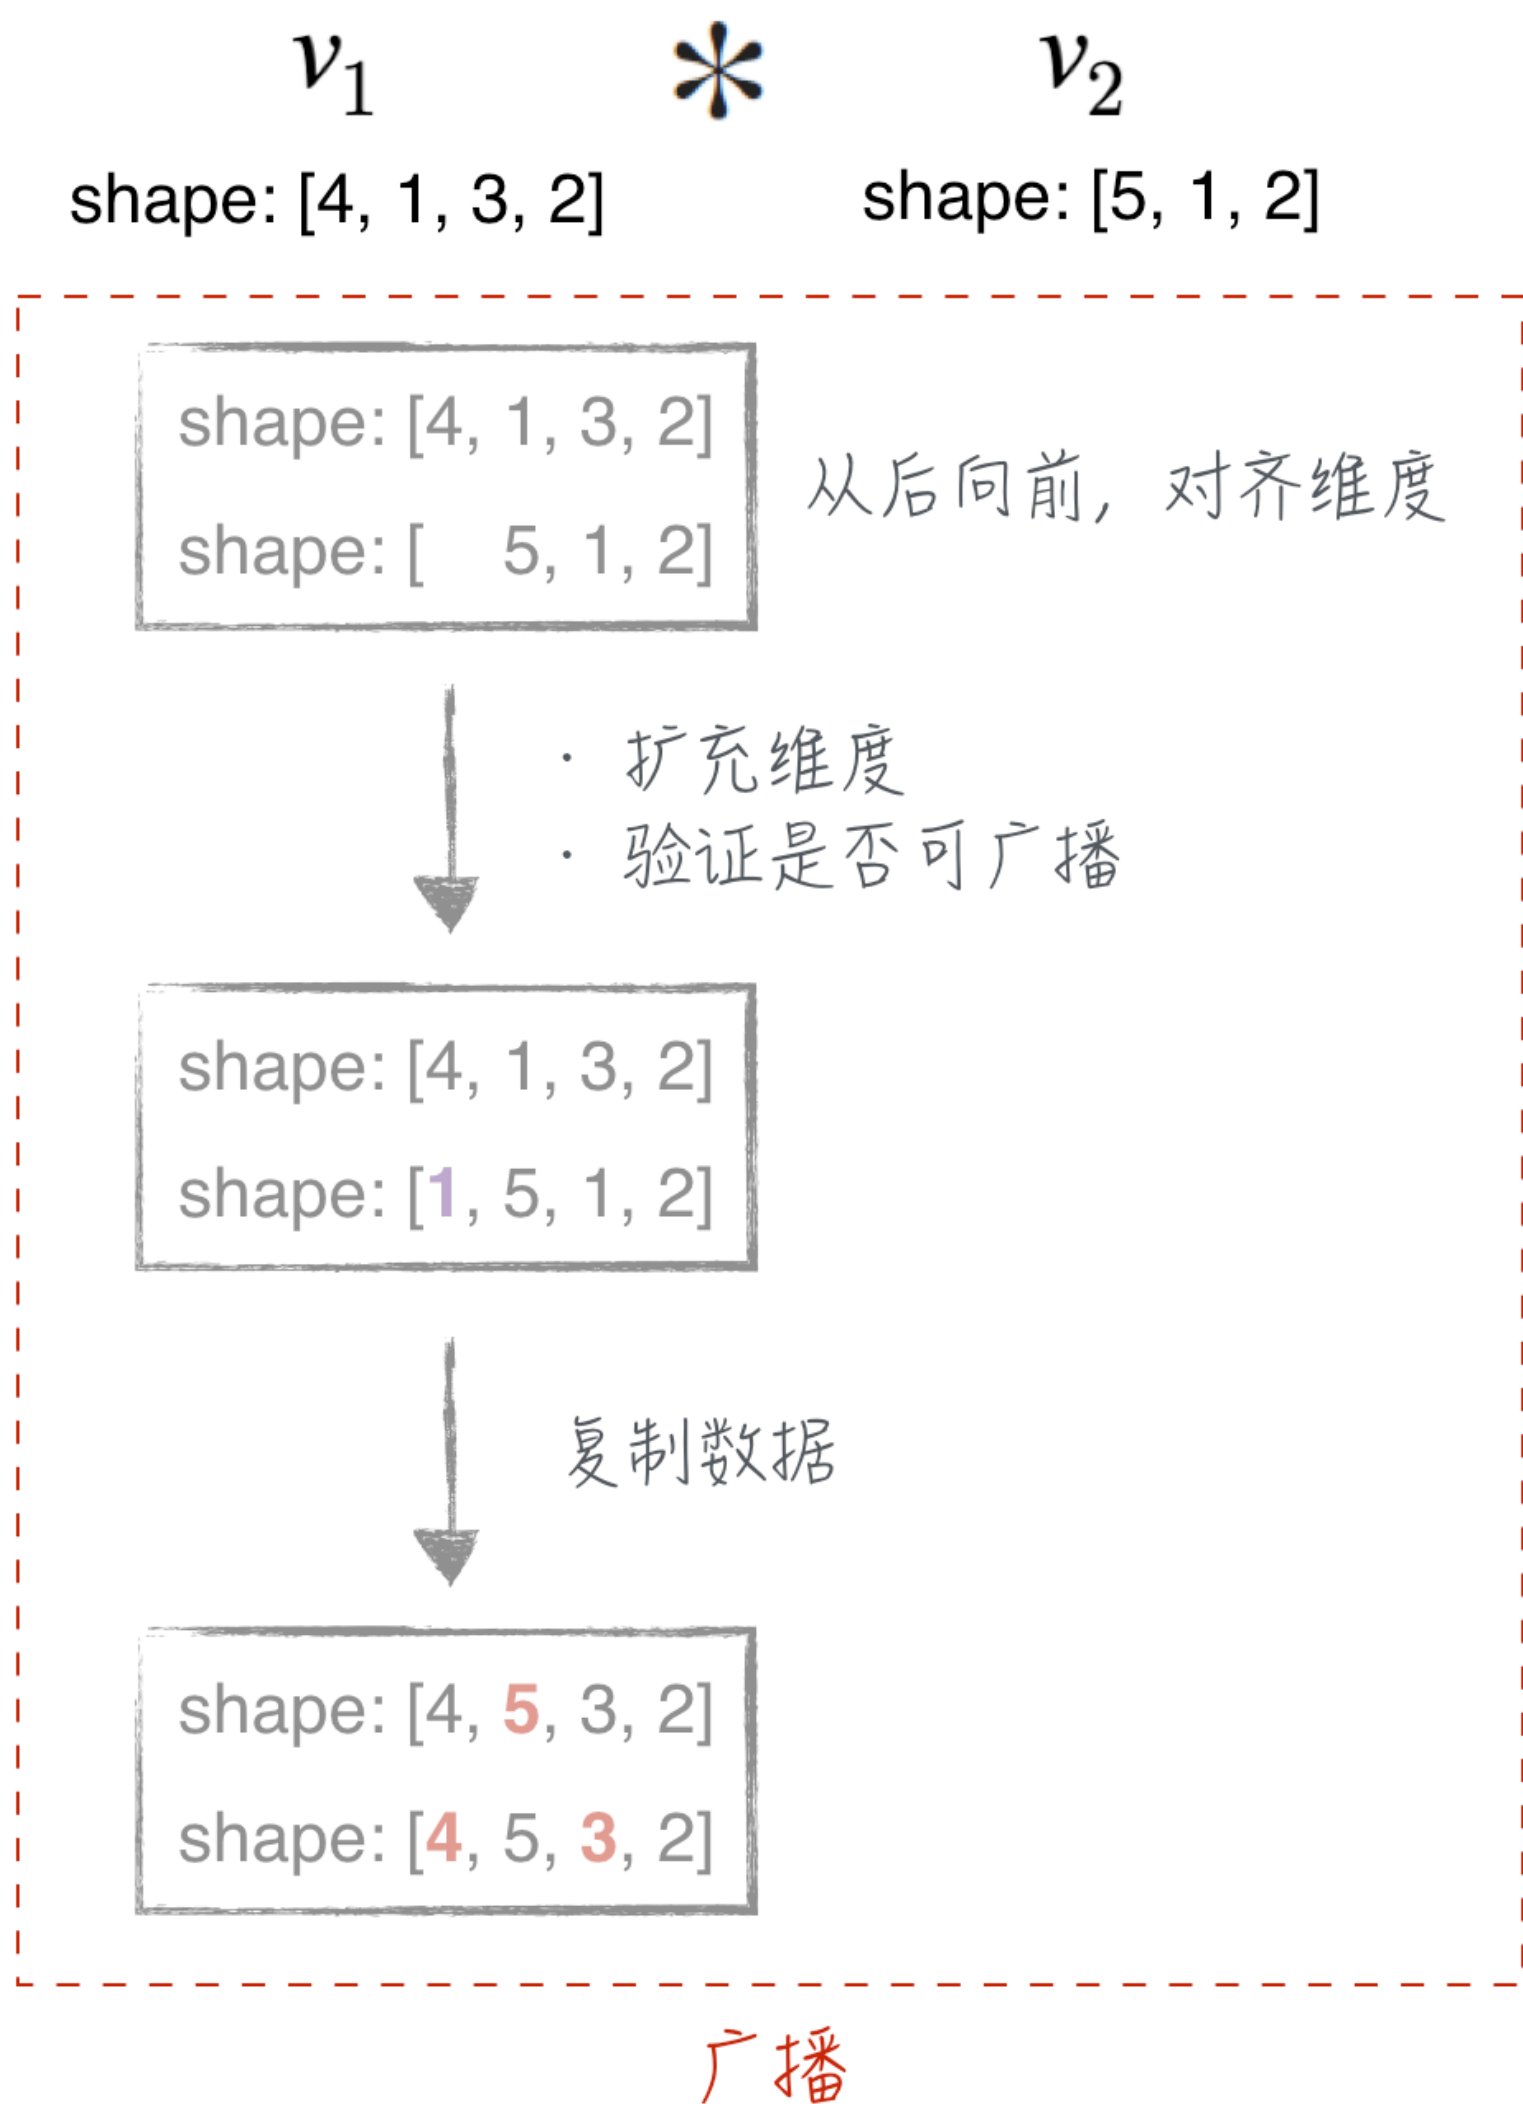 v₁ * v₂
shape: [4, 1, 3, 2] shape: [5, 1, 2]
shape: [4, 1, 3, 2]
shape: [ 5, 1, 2]
从后向前，对齐维度
· 扩充维度
· 验证是否可广播
shape: [4, 1, 3, 2]
shape: [1, 5, 1, 2]
复制数据
shape: [4, 5, 3, 2]
shape: [4, 5, 3, 2]
广播